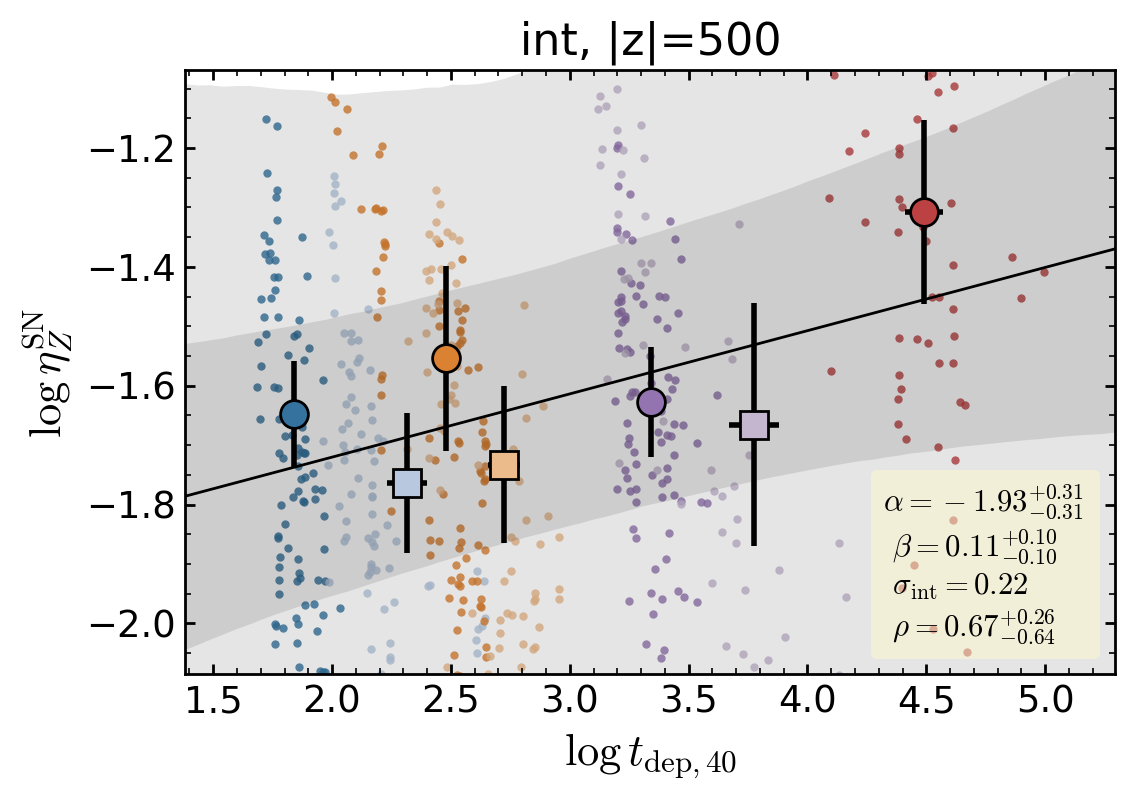 int, |z|=500
−1.2
−1.4
−1.6
−1.8
−2.0
log η_Z^SN
α = − 1.93^{+0.31}_{−0.31}
β = 0.11^{+0.10}_{−0.10}
σ_int = 0.22
ρ = 0.67^{+0.26}_{−0.64}
1.5 2.0 2.5 3.0 3.5 4.0 4.5 5.0
log t_dep, 40